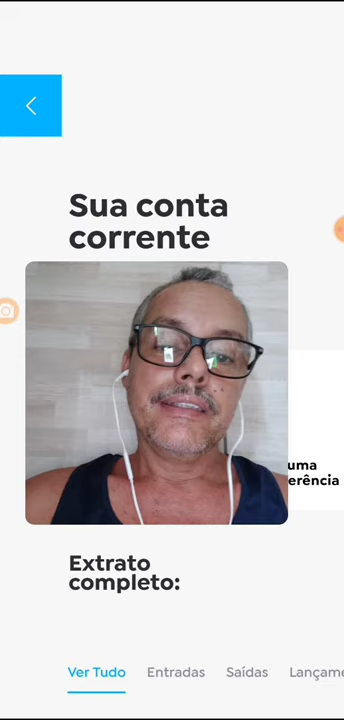 Sua conta
corrente
uma
erência
Extrato
completo:
Ver Tudo Entradas Saídas Lançame